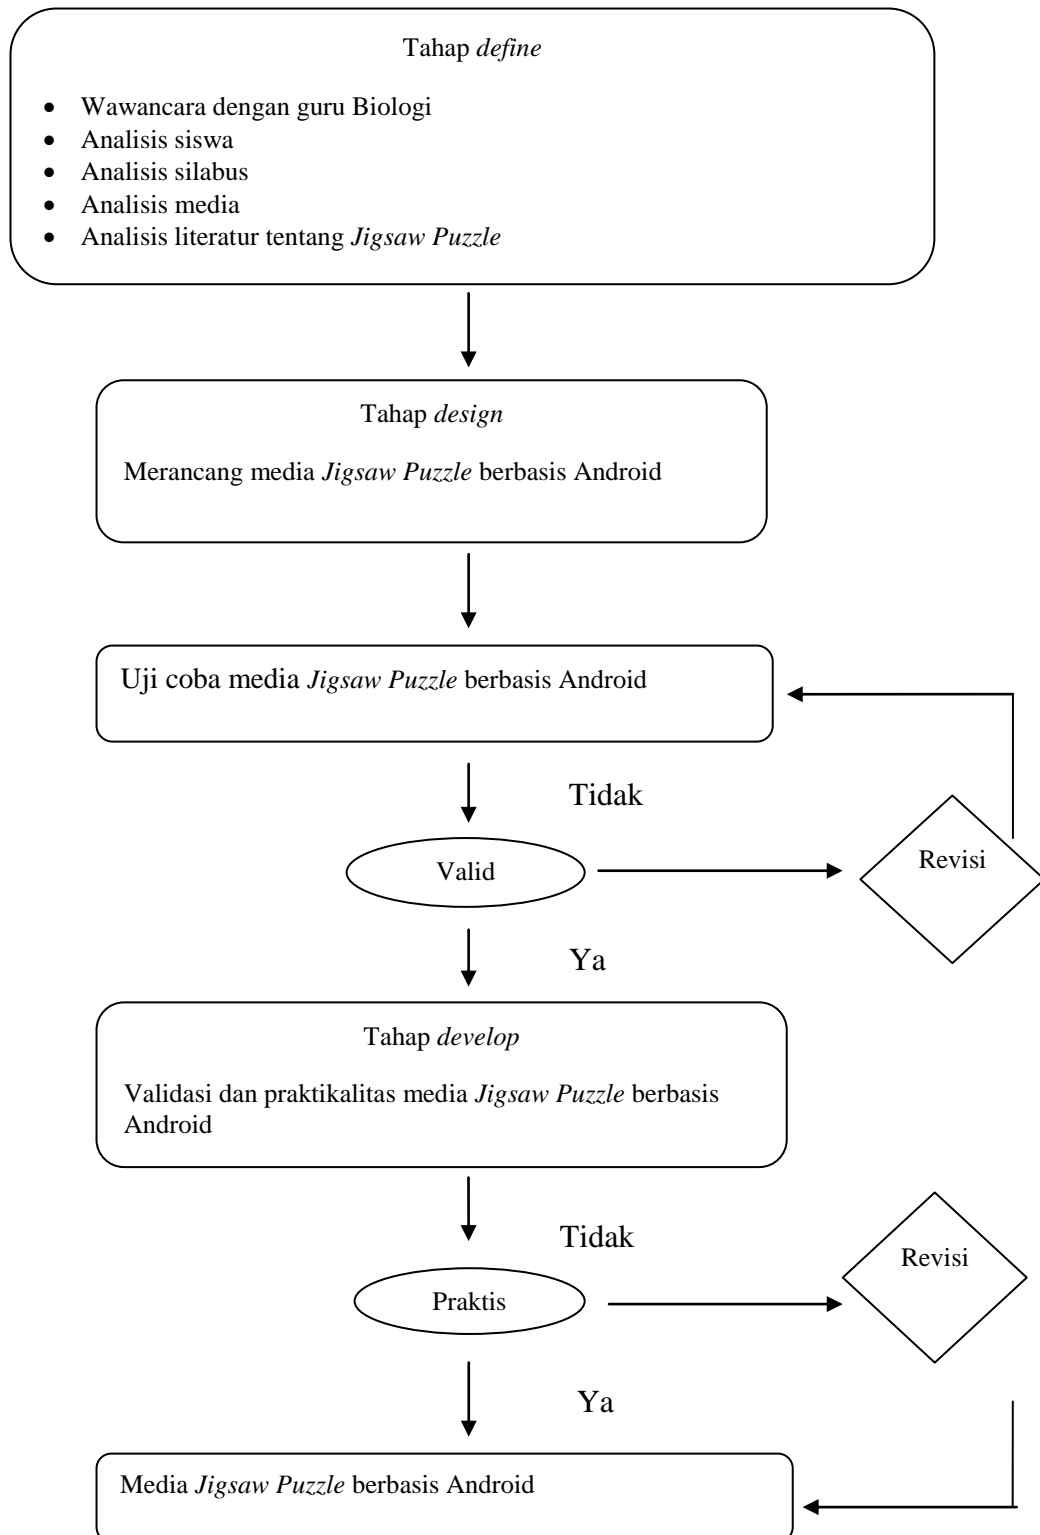 Tahap define
• Wawancara dengan guru Biologi
• Analisis siswa
• Analisis silabus
• Analisis media
• Analisis literatur tentang Jigsaw Puzzle
Tahap design
Merancang media Jigsaw Puzzle berbasis Android
Uji coba media Jigsaw Puzzle berbasis Android
Tidak
Valid
Revisi
Ya
Tahap develop
Validasi dan praktikalitas media Jigsaw Puzzle berbasis
Android
Tidak
Revisi
Praktis
Ya
Media Jigsaw Puzzle berbasis Android